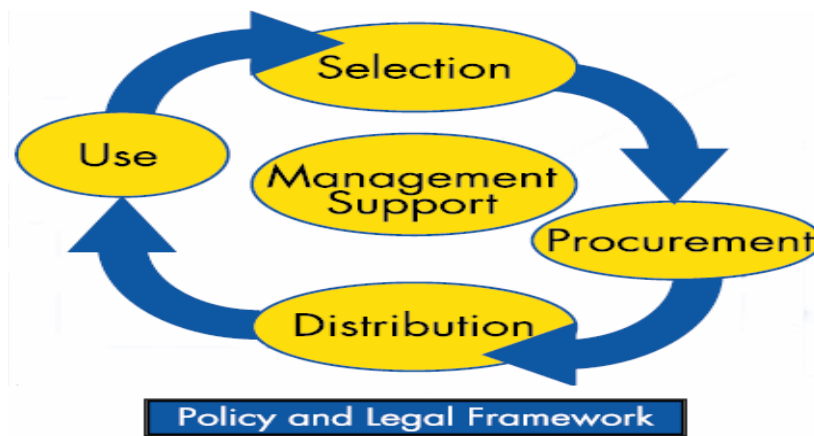 Selection
Use
Management
Support
Procurement
Distribution
Policy and Legal Framework